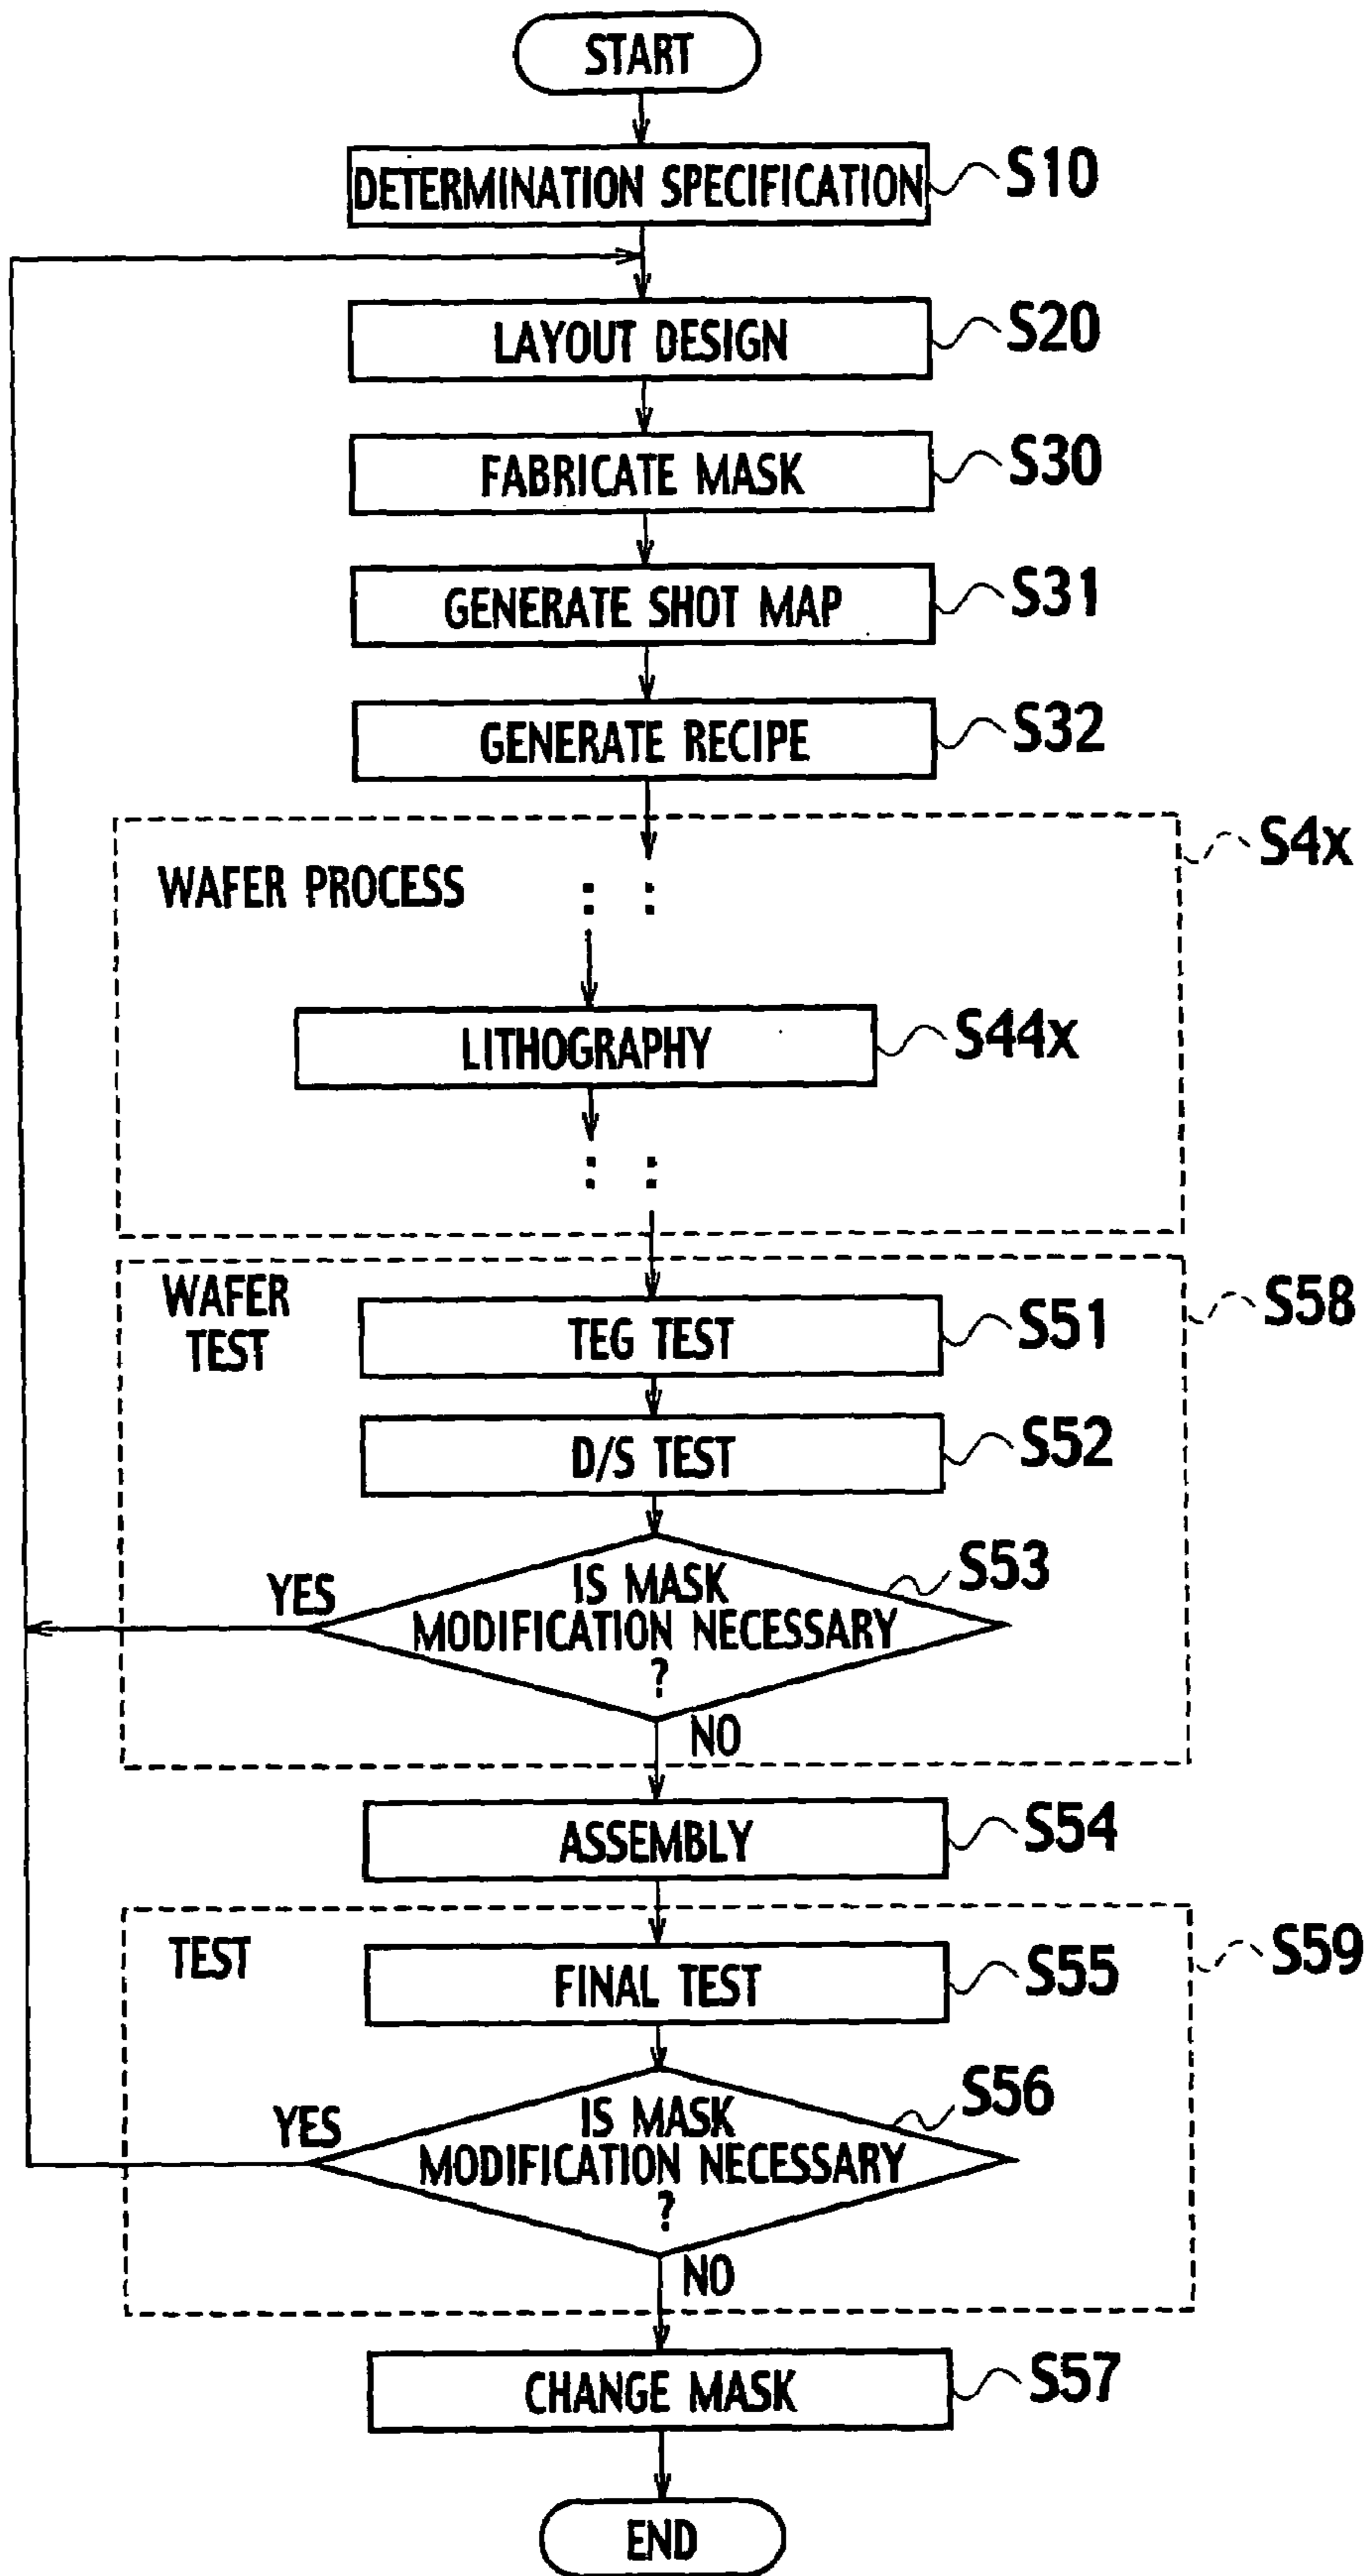 START
DETERMINATION SPECIFICATION
S10
LAYOUT DESIGN
S20
FABRICATE MASK
S30
GENERATE SHOT MAP
S31
GENERATE RECIPE
S32
S4x
WAFER PROCESS
LITHOGRAPHY
S44x
WAFER
TEST
S58
TEG TEST
S51
D/S TEST
S52
IS MASK
MODIFICATION NECESSARY
?
S53
YES
NO
ASSEMBLY
S54
TEST
S59
FINAL TEST
S55
IS MASK
MODIFICATION NECESSARY
?
S56
YES
NO
CHANGE MASK
S57
END